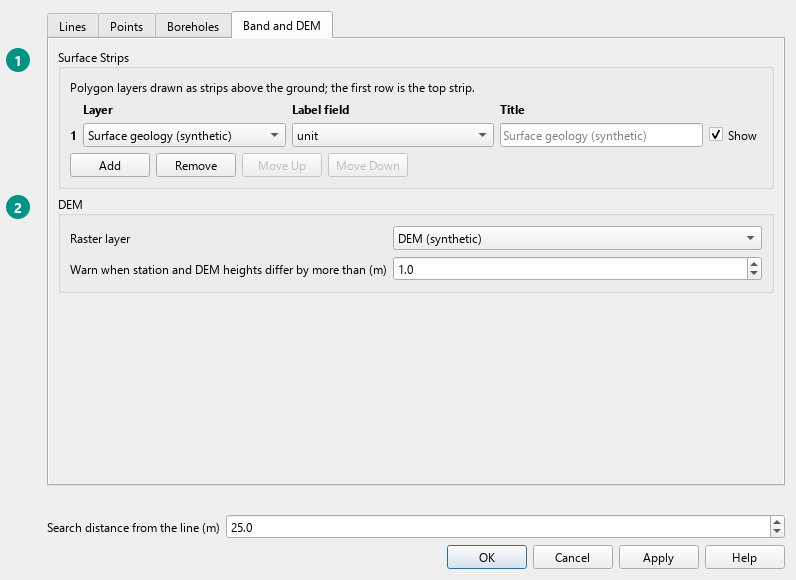 Lines Points Boreholes Band and DEM
1 Surface Strips
Polygon layers drawn as strips above the ground; the first row is the top strip.
Layer Label field Title
1 Surface geology (synthetic) unit Surface geology (synthetic) Show
Add Remove Move Up Move Down
2 DEM
Raster layer DEM (synthetic)
Warn when station and DEM heights differ by more than (m) 1.0
Search distance from the line (m) 25.0
OK Cancel Apply Help